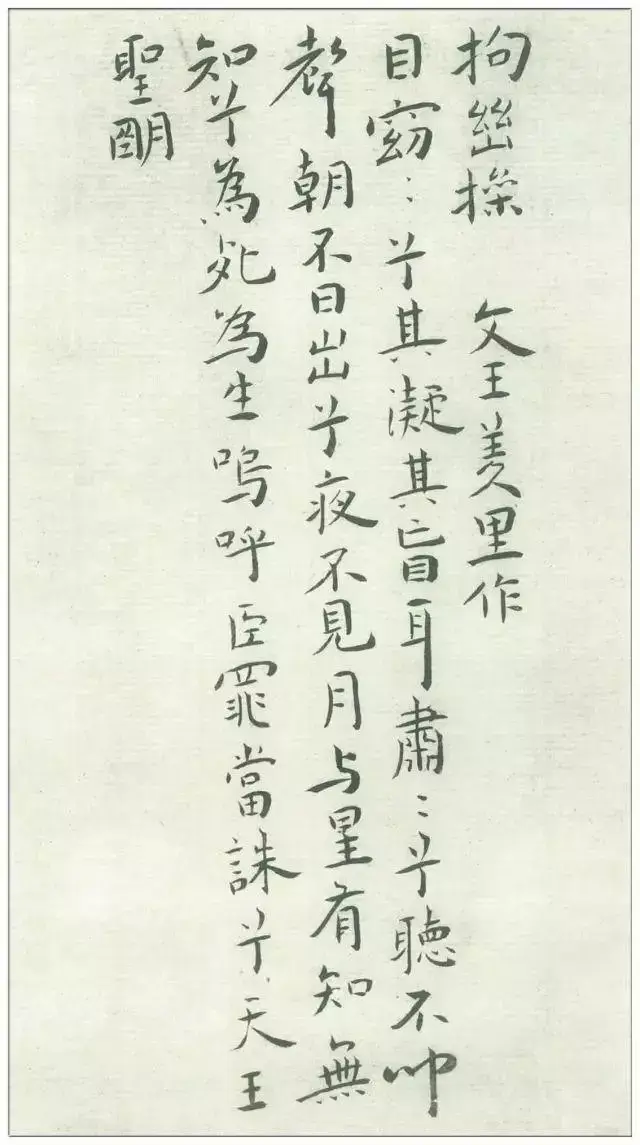 拘幽操 文王羑里作
目窈〻兮其凝其盲耳肅〻兮聽不聞
聲朝不日出兮夜不見月与星有知無
知兮為死為生嗚呼臣罪當誅兮天王
聖明